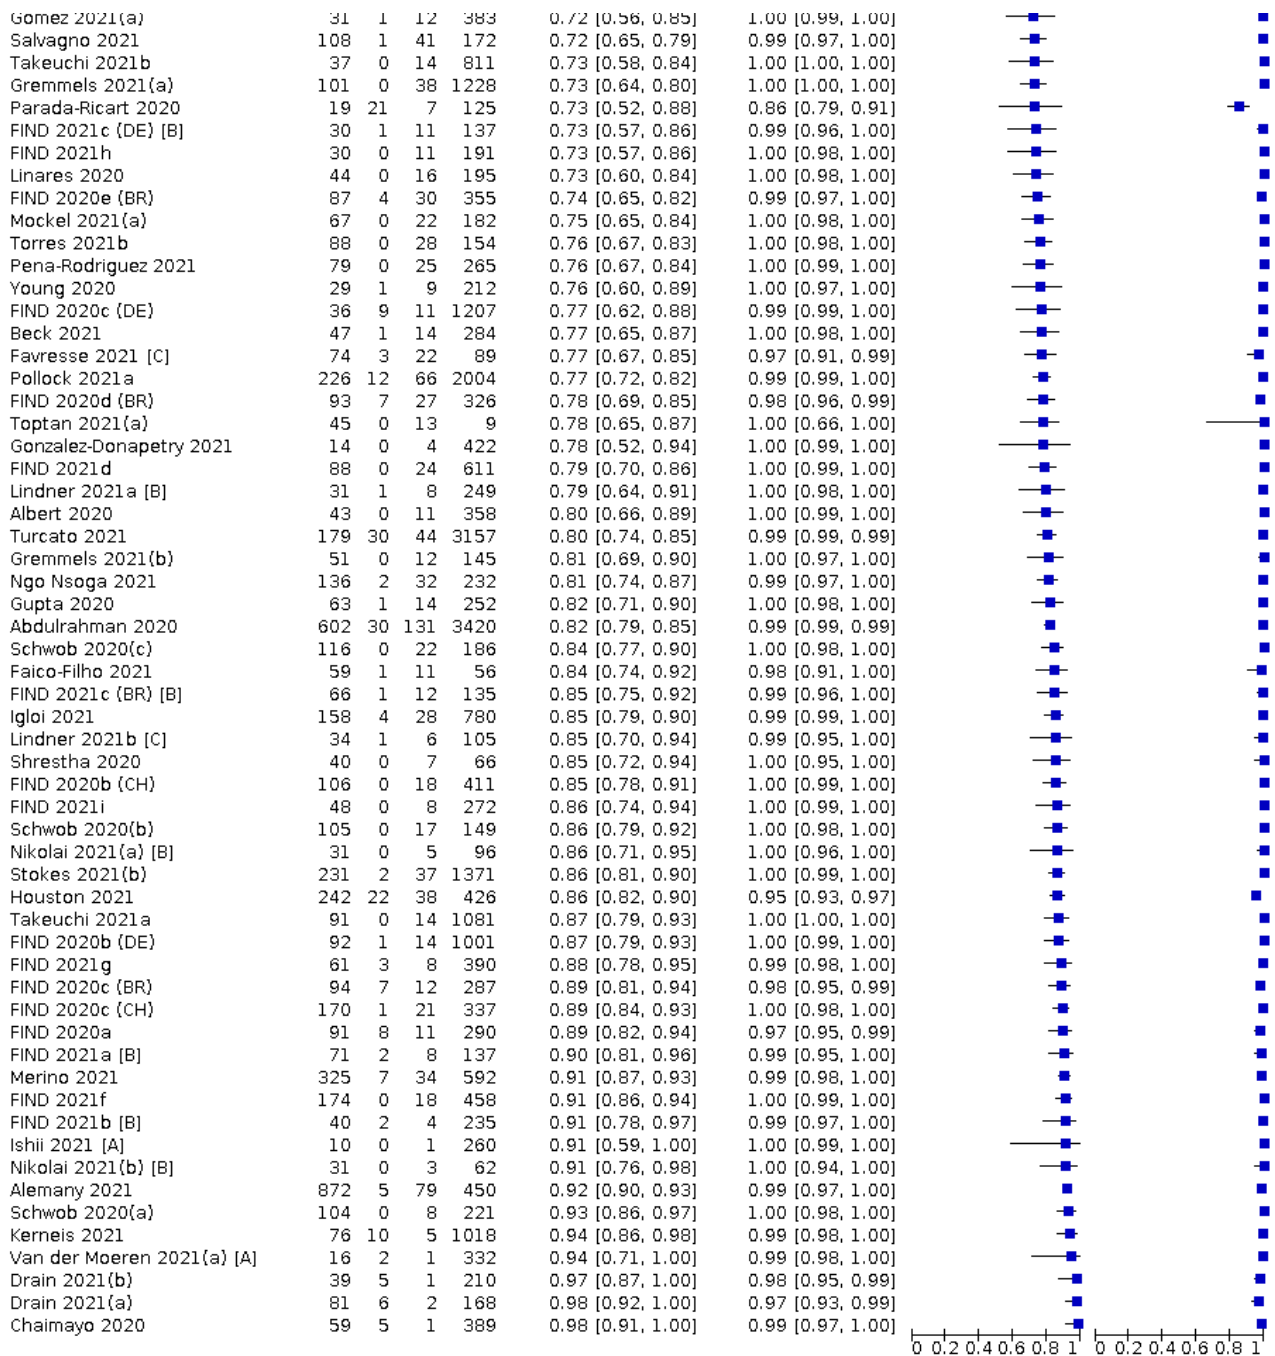 Gomez 2021(a) 31 1 12 383 0.72 [0.56, 0.85] 1.00 [0.99, 1.00]
Salvagno 2021 108 1 41 172 0.72 [0.65, 0.79] 0.99 [0.97, 1.00]
Takeuchi 2021b 37 0 14 811 0.73 [0.58, 0.84] 1.00 [1.00, 1.00]
Gremmels 2021(a) 101 0 38 1228 0.73 [0.64, 0.80] 1.00 [1.00, 1.00]
Parada-Ricart 2020 19 21 7 125 0.73 [0.52, 0.88] 0.86 [0.79, 0.91]
FIND 2021c (DE) [B] 30 1 11 137 0.73 [0.57, 0.86] 0.99 [0.96, 1.00]
FIND 2021h 30 0 11 191 0.73 [0.57, 0.86] 1.00 [0.98, 1.00]
Linares 2020 44 0 16 195 0.73 [0.60, 0.84] 1.00 [0.98, 1.00]
FIND 2020e (BR) 87 4 30 355 0.74 [0.65, 0.82] 0.99 [0.97, 1.00]
Mockel 2021(a) 67 0 22 182 0.75 [0.65, 0.84] 1.00 [0.98, 1.00]
Torres 2021b 88 0 28 154 0.76 [0.67, 0.83] 1.00 [0.98, 1.00]
Pena-Rodriguez 2021 79 0 25 265 0.76 [0.67, 0.84] 1.00 [0.99, 1.00]
Young 2020 29 1 9 212 0.76 [0.60, 0.89] 1.00 [0.97, 1.00]
FIND 2020c (DE) 36 9 11 1207 0.77 [0.62, 0.88] 0.99 [0.99, 1.00]
Beck 2021 47 1 14 284 0.77 [0.65, 0.87] 1.00 [0.98, 1.00]
Favresse 2021 [C] 74 3 22 89 0.77 [0.67, 0.85] 0.97 [0.91, 0.99]
Pollock 2021a 226 12 66 2004 0.77 [0.72, 0.82] 0.99 [0.99, 1.00]
FIND 2020d (BR) 93 7 27 326 0.78 [0.69, 0.85] 0.98 [0.96, 0.99]
Toptan 2021(a) 45 0 13 9 0.78 [0.65, 0.87] 1.00 [0.66, 1.00]
Gonzalez-Donapetry 2021 14 0 4 422 0.78 [0.52, 0.94] 1.00 [0.99, 1.00]
FIND 2021d 88 0 24 611 0.79 [0.70, 0.86] 1.00 [0.99, 1.00]
Lindner 2021a [B] 31 1 8 249 0.79 [0.64, 0.91] 1.00 [0.98, 1.00]
Albert 2020 43 0 11 358 0.80 [0.66, 0.89] 1.00 [0.99, 1.00]
Turcato 2021 179 30 44 3157 0.80 [0.74, 0.85] 0.99 [0.99, 0.99]
Gremmels 2021(b) 51 0 12 145 0.81 [0.69, 0.90] 1.00 [0.97, 1.00]
Ngo Nsoga 2021 136 2 32 232 0.81 [0.74, 0.87] 0.99 [0.97, 1.00]
Gupta 2020 63 1 14 252 0.82 [0.71, 0.90] 1.00 [0.98, 1.00]
Abdulrahman 2020 602 30 131 3420 0.82 [0.79, 0.85] 0.99 [0.99, 0.99]
Schwob 2020(c) 116 0 22 186 0.84 [0.77, 0.90] 1.00 [0.98, 1.00]
Faico-Filho 2021 59 1 11 56 0.84 [0.74, 0.92] 0.98 [0.91, 1.00]
FIND 2021c (BR) [B] 66 1 12 135 0.85 [0.75, 0.92] 0.99 [0.96, 1.00]
Igloi 2021 158 4 28 780 0.85 [0.79, 0.90] 0.99 [0.99, 1.00]
Lindner 2021b [C] 34 1 6 105 0.85 [0.70, 0.94] 0.99 [0.95, 1.00]
Shrestha 2020 40 0 7 66 0.85 [0.72, 0.94] 1.00 [0.95, 1.00]
FIND 2020b (CH) 106 0 18 411 0.85 [0.78, 0.91] 1.00 [0.99, 1.00]
FIND 2021i 48 0 8 272 0.86 [0.74, 0.94] 1.00 [0.99, 1.00]
Schwob 2020(b) 105 0 17 149 0.86 [0.79, 0.92] 1.00 [0.98, 1.00]
Nikolai 2021(a) [B] 31 0 5 96 0.86 [0.71, 0.95] 1.00 [0.96, 1.00]
Stokes 2021(b) 231 2 37 1371 0.86 [0.81, 0.90] 1.00 [0.99, 1.00]
Houston 2021 242 22 38 426 0.86 [0.82, 0.90] 0.95 [0.93, 0.97]
Takeuchi 2021a 91 0 14 1081 0.87 [0.79, 0.93] 1.00 [1.00, 1.00]
FIND 2020b (DE) 92 1 14 1001 0.87 [0.79, 0.93] 1.00 [0.99, 1.00]
FIND 2021g 61 3 8 390 0.88 [0.78, 0.95] 0.99 [0.98, 1.00]
FIND 2020c (BR) 94 7 12 287 0.89 [0.81, 0.94] 0.98 [0.95, 0.99]
FIND 2020c (CH) 170 1 21 337 0.89 [0.84, 0.93] 1.00 [0.98, 1.00]
FIND 2020a 91 8 11 290 0.89 [0.82, 0.94] 0.97 [0.95, 0.99]
FIND 2021a [B] 71 2 8 137 0.90 [0.81, 0.96] 0.99 [0.95, 1.00]
Merino 2021 325 7 34 592 0.91 [0.87, 0.93] 0.99 [0.98, 1.00]
FIND 2021f 174 0 18 458 0.91 [0.86, 0.94] 1.00 [0.99, 1.00]
FIND 2021b [B] 40 2 4 235 0.91 [0.78, 0.97] 0.99 [0.97, 1.00]
Ishii 2021 [A] 10 0 1 260 0.91 [0.59, 1.00] 1.00 [0.99, 1.00]
Nikolai 2021(b) [B] 31 0 3 62 0.91 [0.76, 0.98] 1.00 [0.94, 1.00]
Alemany 2021 872 5 79 450 0.92 [0.90, 0.93] 0.99 [0.97, 1.00]
Schwob 2020(a) 104 0 8 221 0.93 [0.86, 0.97] 1.00 [0.98, 1.00]
Kerneis 2021 76 10 5 1018 0.94 [0.86, 0.98] 0.99 [0.98, 1.00]
Van der Moeren 2021(a) [A] 16 2 1 332 0.94 [0.71, 1.00] 0.99 [0.98, 1.00]
Drain 2021(b) 39 5 1 210 0.97 [0.87, 1.00] 0.98 [0.95, 0.99]
Drain 2021(a) 81 6 2 168 0.98 [0.92, 1.00] 0.97 [0.93, 0.99]
Chaimayo 2020 59 5 1 389 0.98 [0.91, 1.00] 0.99 [0.97, 1.00]
0 0.2 0.4 0.6 0.8 1 0 0.2 0.4 0.6 0.8 1